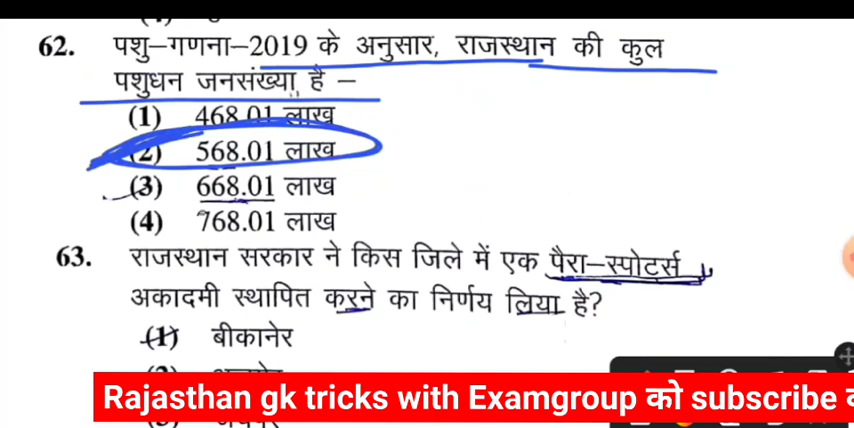 62. पशु–गणना–2019 के अनुसार, राजस्थान की कुल
पशुधन जनसंख्या है –
(1) 468.01 लाख
(2) 568.01 लाख
(3) 668.01 लाख
(4) 768.01 लाख
63. राजस्थान सरकार ने किस जिले में एक पैरा–स्पोटर्स
अकादमी स्थापित करने का निर्णय लिया है?
(1) बीकानेर
Rajasthan gk tricks with Examgroup को subscribe